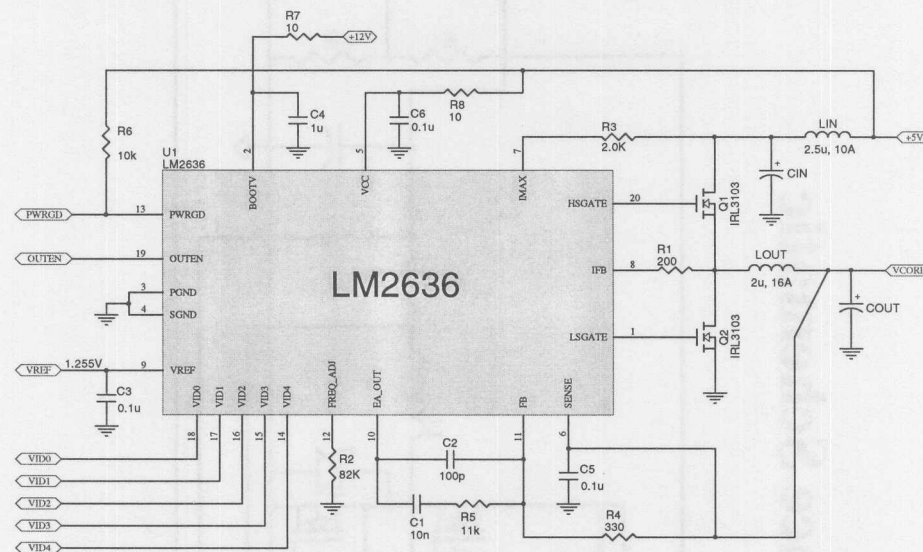 R7
10
+12V
R6
10k
C4
1u
C6
0.1u
R8
10
R3
2.0K
LIN
2.5u, 10A
+5V
U1
LM2636
2
5
7
BOOTV
VCC
IMAX
CIN
+
PWRGD
13
PWRGD
HSGATE
20
Q1
IRL3103
OUTEN
19
OUTEN
R1
200
IFB
8
LOUT
2u, 16A
VCORE
3
PGND
4
SGND
LM2636
+
COUT
LSGATE
1
Q2
IRL3103
VREF
1.255V
9
VREF
C3
0.1u
VID0
VID1
VID2
VID3
VID4
FREQ_ADJ
EA_OUT
FB
SENSE
18
17
16
15
14
12
10
11
6
VID0
VID1
VID2
VID3
VID4
R2
82K
C2
100p
C5
0.1u
C1
10n
R5
11k
R4
330